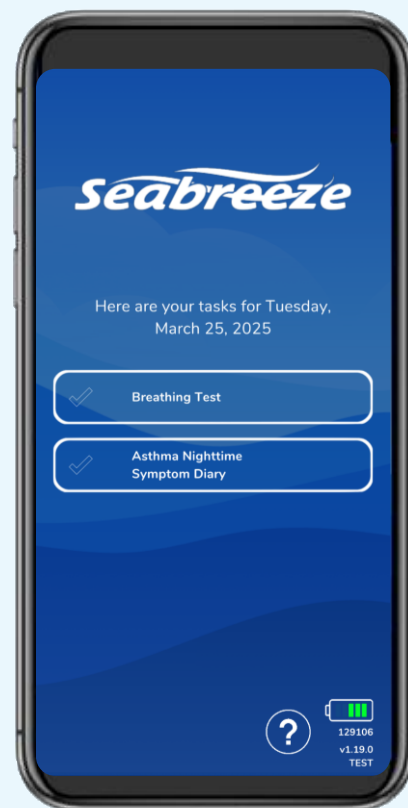 Seabreeze
Here are your tasks for Tuesday,
March 25, 2025
Breathing Test
Asthma Nighttime
Symptom Diary
?
129106
v1.19.0
TEST